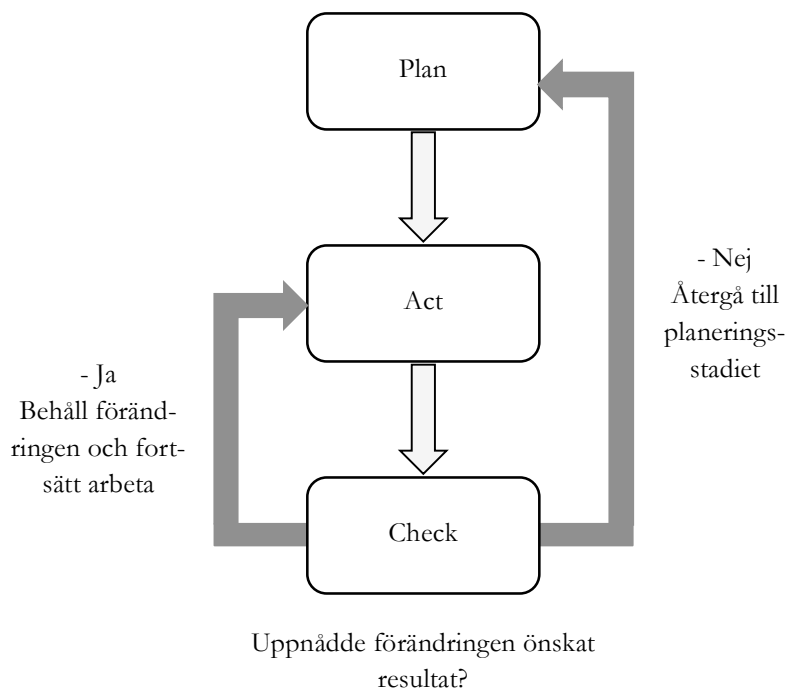 Plan
Act
- Nej
Återgå till
planerings-
stadiet
- Ja
Behåll föränd-
ringen och fort-
sätt arbeta
Check
Uppnådde förändringen önskat
resultat?